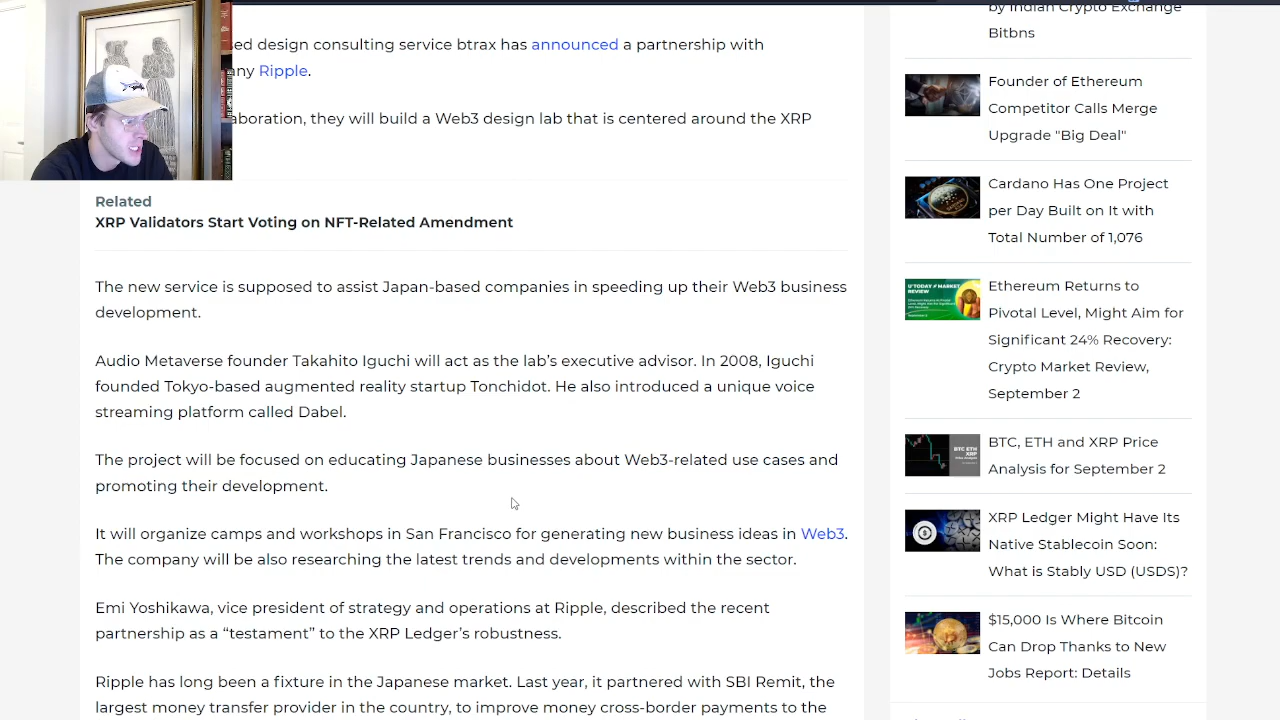 ed design consulting service btrax has announced a partnership with
ny Ripple.
aboration, they will build a Web3 design lab that is centered around the XRP
Related
XRP Validators Start Voting on NFT-Related Amendment
The new service is supposed to assist Japan-based companies in speeding up their Web3 business
development.
Audio Metaverse founder Takahito Iguchi will act as the lab's executive advisor. In 2008, Iguchi
founded Tokyo-based augmented reality startup Tonchidot. He also introduced a unique voice
streaming platform called Dabel.
The project will be focused on educating Japanese businesses about Web3-related use cases and
promoting their development.
It will organize camps and workshops in San Francisco for generating new business ideas in Web3.
The company will be also researching the latest trends and developments within the sector.
Emi Yoshikawa, vice president of strategy and operations at Ripple, described the recent
partnership as a “testament” to the XRP Ledger's robustness.
Ripple has long been a fixture in the Japanese market. Last year, it partnered with SBI Remit, the
largest money transfer provider in the country, to improve money cross-border payments to the
by Indian Crypto Exchange
Bitbns
Founder of Ethereum
Competitor Calls Merge
Upgrade "Big Deal"
Cardano Has One Project
per Day Built on It with
Total Number of 1,076
Ethereum Returns to
Pivotal Level, Might Aim for
Significant 24% Recovery:
Crypto Market Review,
September 2
BTC, ETH and XRP Price
Analysis for September 2
XRP Ledger Might Have Its
Native Stablecoin Soon:
What is Stably USD (USDS)?
$15,000 Is Where Bitcoin
Can Drop Thanks to New
Jobs Report: Details